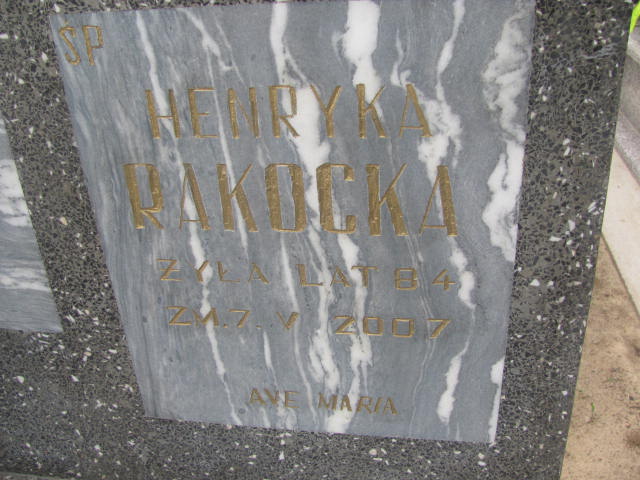 ŚP
HENRYKA
RAKOCKA
ŻYŁA LAT 84
ZM. 7. V 2007
AVE MARIA